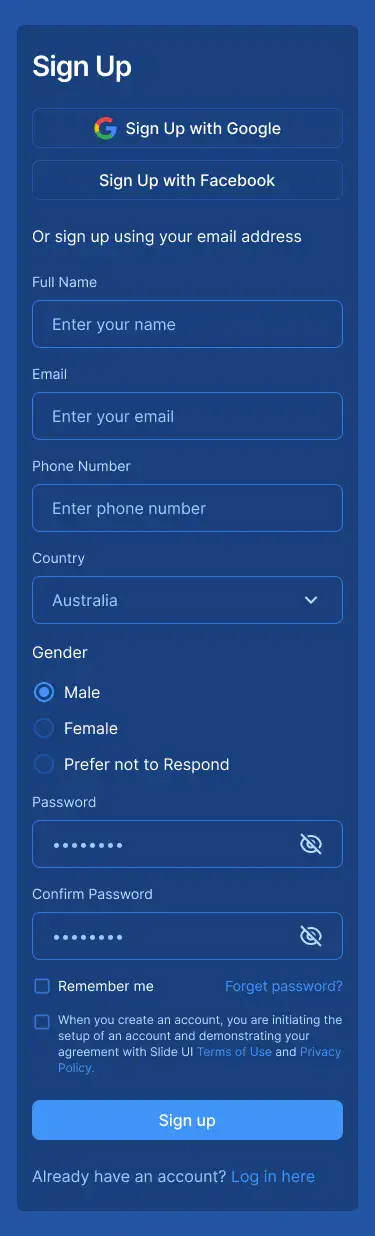 Sign Up
Sign Up with Google
Sign Up with Facebook
Or sign up using your email address
Full Name
Enter your name
Email
Enter your email
Phone Number
Enter phone number
Country
Australia
Gender
Male
Female
Prefer not to Respond
Password
••••••••
Confirm Password
••••••••
Remember me Forget password?
When you create an account, you are initiating the
setup of an account and demonstrating your
agreement with Slide UI Terms of Use and Privacy
Policy.
Sign up
Already have an account? Log in here